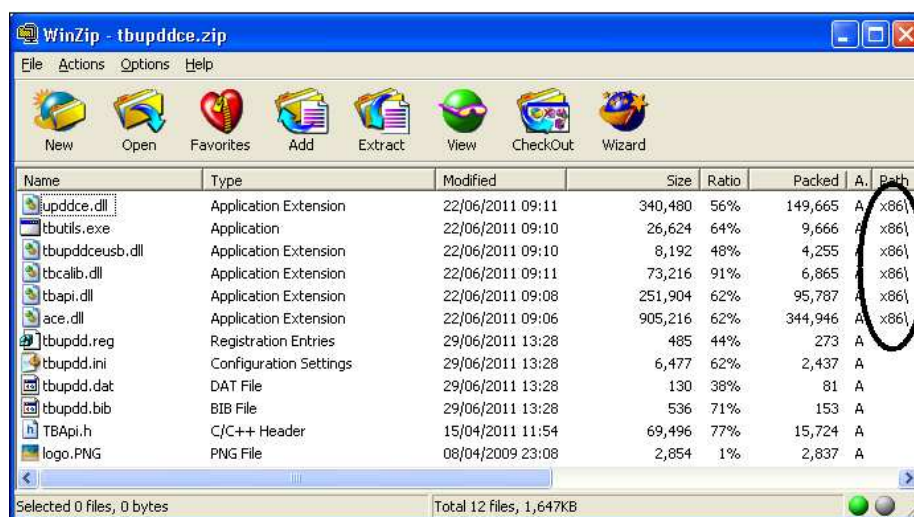 WinZip - tbupddce.zip
File Actions Options Help
New Open Favorites Add Extract View CheckOut Wizard
Name Type Modified Size Ratio Packed A. Path
upddce.dll Application Extension 22/06/2011 09:11 340,480 56% 149,665 A x86\
tbutils.exe Application 22/06/2011 09:10 26,624 64% 9,666 A x86\
tbupddceusb.dll Application Extension 22/06/2011 09:10 8,192 48% 4,255 A x86\
tbcalib.dll Application Extension 22/06/2011 09:11 73,216 91% 6,865 A x86\
tbapi.dll Application Extension 22/06/2011 09:08 251,904 62% 95,787 A x86\
ace.dll Application Extension 22/06/2011 09:06 905,216 62% 344,946 A x86\
tbupdd.reg Registration Entries 29/06/2011 13:28 485 44% 273 A
tbupdd.ini Configuration Settings 29/06/2011 13:28 6,477 62% 2,437 A
tbupdd.dat DAT File 29/06/2011 13:28 130 38% 81 A
tbupdd.bib BIB File 29/06/2011 13:28 536 71% 153 A
TBApi.h C/C++ Header 15/04/2011 11:54 69,496 77% 15,724 A
logo.PNG PNG File 08/04/2009 23:08 2,854 1% 2,837 A
Selected 0 files, 0 bytes Total 12 files, 1,647KB